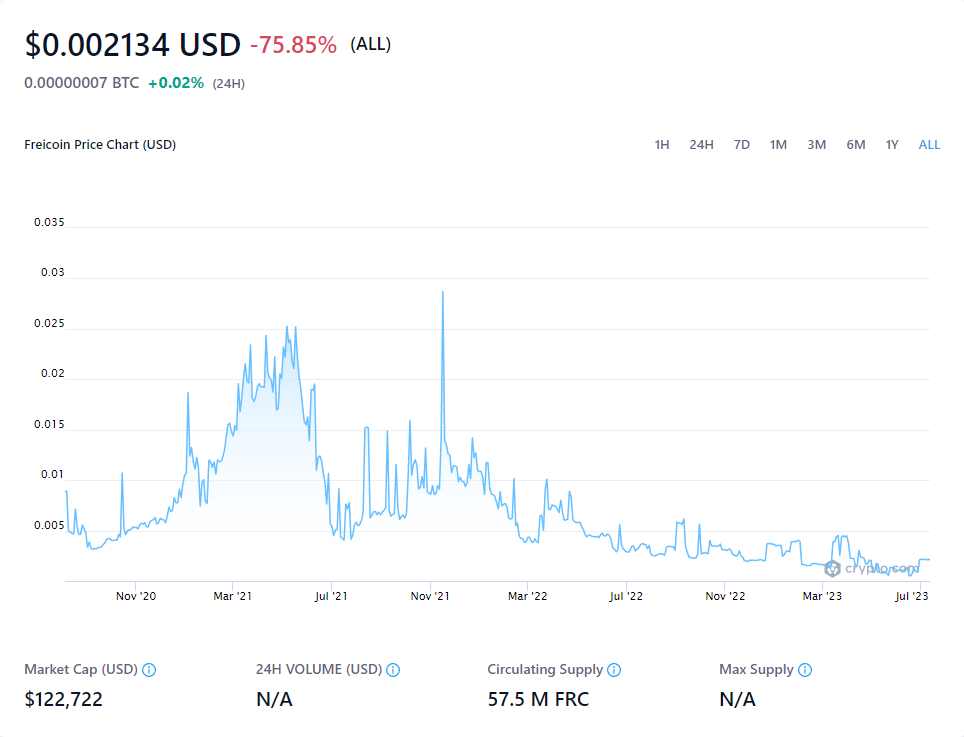 $0.002134 USD -75.85% (ALL)
0.00000007 BTC +0.02% (24H)
Freicoin Price Chart (USD) 1H 24H 7D 1M 3M 6M 1Y ALL
0.035
0.03
0.025
0.02
0.015
0.01
0.005
crypto.com
Nov '20 Mar '21 Jul '21 Nov '21 Mar '22 Jul '22 Nov '22 Mar '23 Jul '23
Market Cap (USD) 24H VOLUME (USD) Circulating Supply Max Supply
$122,722 N/A 57.5 M FRC N/A